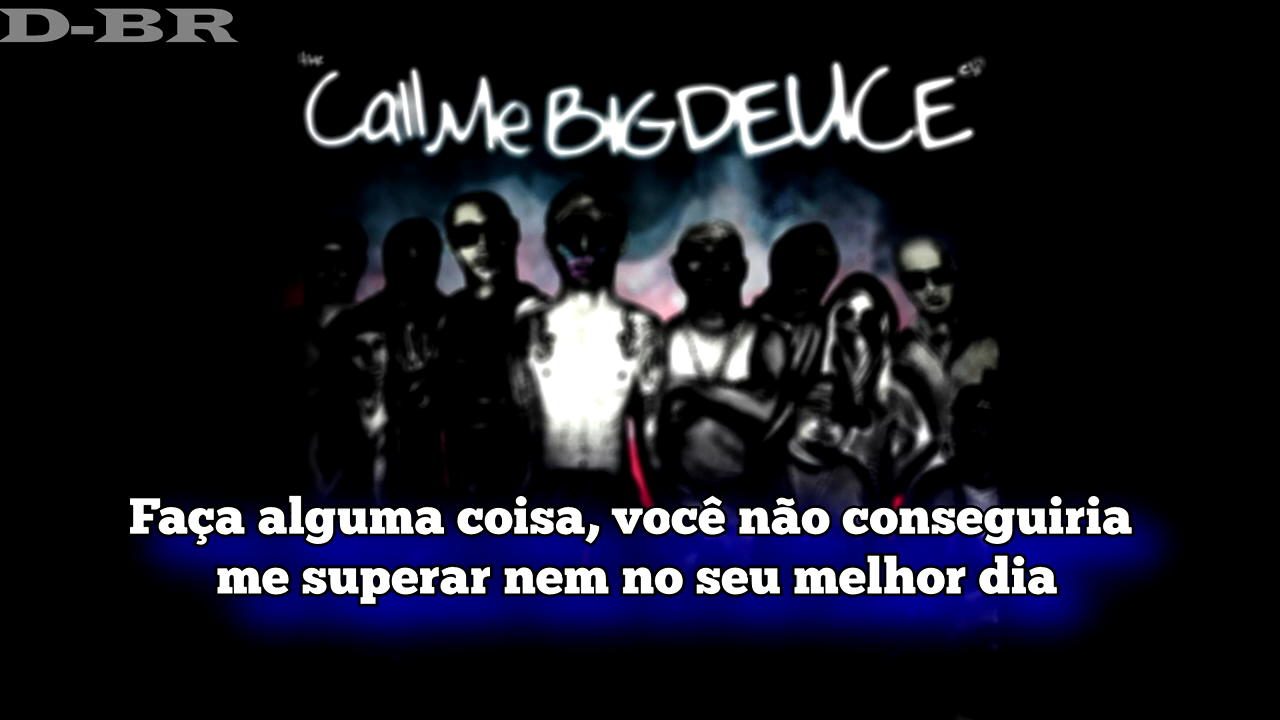 D-BR
the
Call Me BIG DEUCE
EP
Faça alguma coisa, você não conseguiria
me superar nem no seu melhor dia